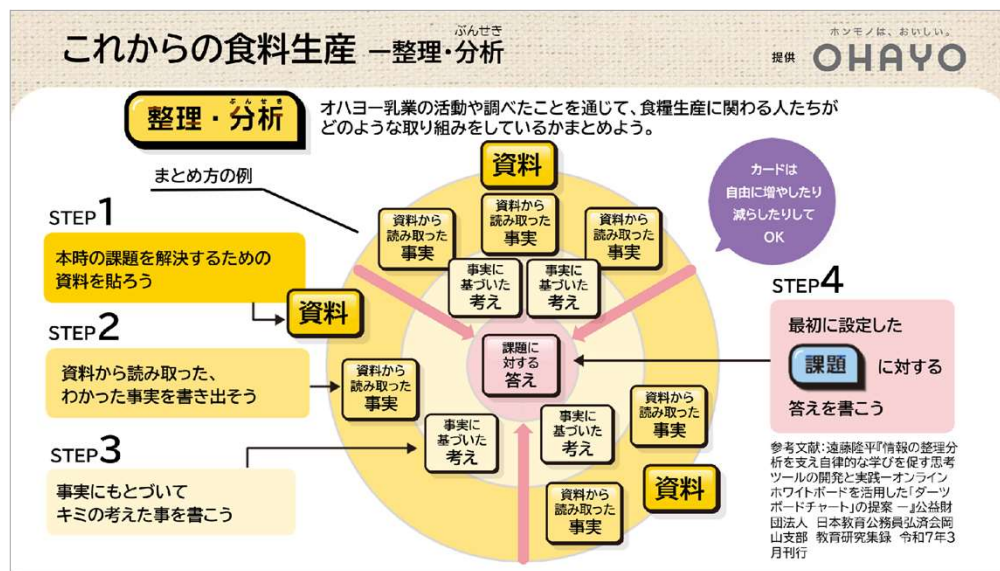 これからの食料生産 ―整理・分析
ぶんせき
提供
ホンモノは、おいしい。
OHAYO
整理・分析
ぶんせき
オハヨー乳業の活動や調べたことを通じて、食糧生産に関わる人たちが
どのような取り組みをしているかまとめよう。
まとめ方の例
STEP1
本時の課題を解決するための
資料を貼ろう
STEP2
資料から読み取った、
わかった事実を書き出そう
STEP3
事実にもとづいて
キミの考えた事を書こう
資料
資料から
読み取った
事実
資料から
読み取った
事実
資料から
読み取った
事実
事実に
基づいた
考え
事実に
基づいた
考え
資料
課題に
対する
答え
資料から
読み取った
事実
事実に
基づいた
考え
事実に
基づいた
考え
資料から
読み取った
事実
資料
資料から
読み取った
事実
カードは
自由に増やしたり
減らしたりして
OK
STEP4
最初に設定した
課題 に対する
答えを書こう
参考文献:遠藤隆平『情報の整理分
析を支え自律的な学びを促す思考
ツールの開発と実践ーオンライン
ホワイトボードを活用した「ダーツ
ボードチャート」の提案 ―』公益財
団法人 日本教育公務員弘済会岡
山支部 教育研究集録 令和7年3
月刊行